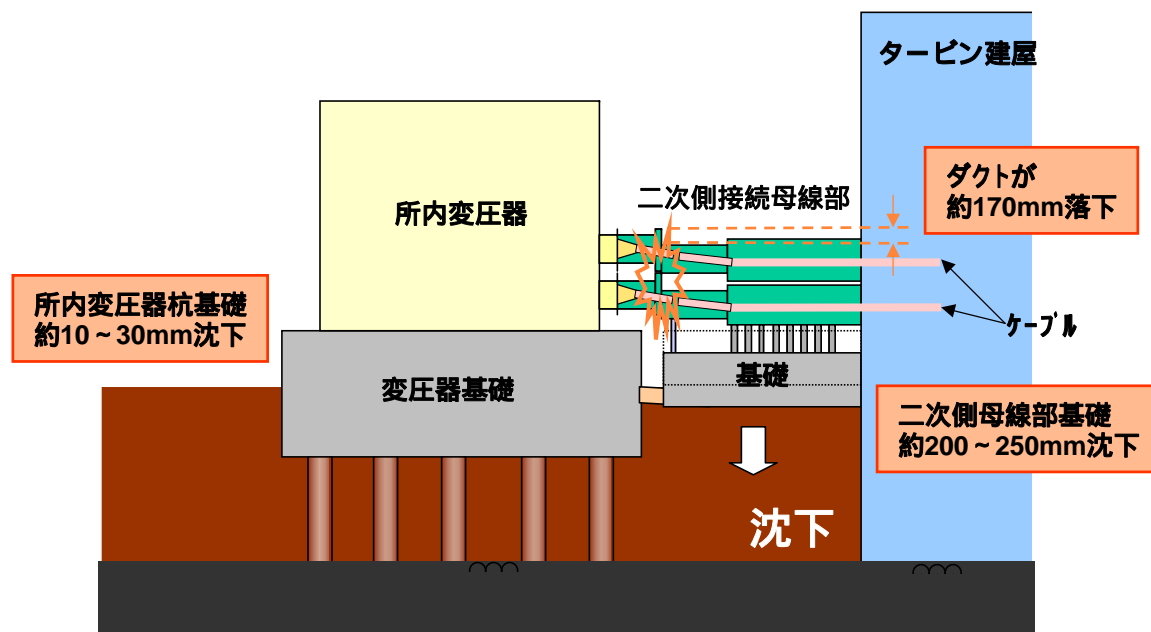 タービン建屋
ダクトが
約170mm落下
二次側接続母線部
所内変圧器
所内変圧器杭基礎
約10~30mm沈下
ケーブル
変圧器基礎
基礎
二次側母線部基礎
約200~250mm沈下
沈下